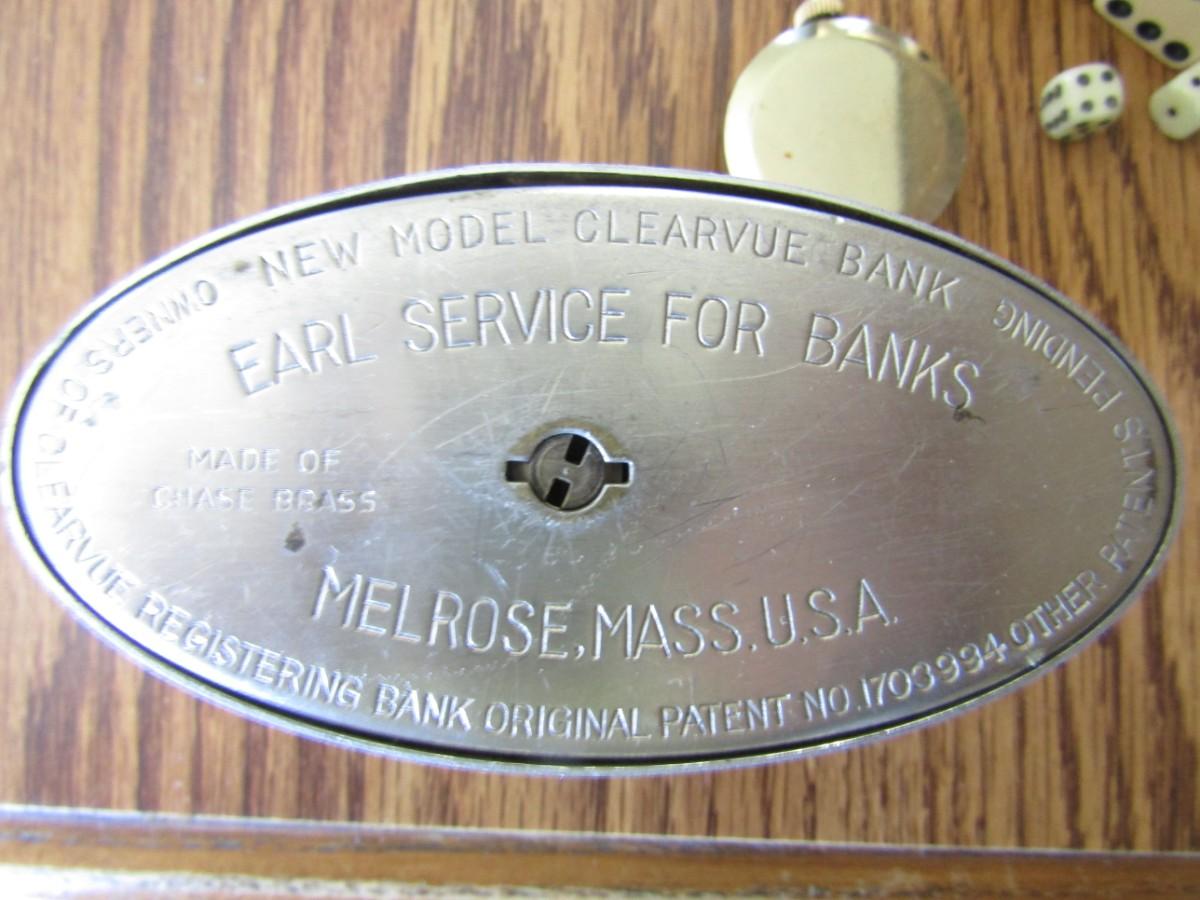 NEW MODEL CLEARVUE BANK
EARL SERVICE FOR BANKS
MADE OF
CHASE BRASS
MELROSE, MASS. U.S.A.
OWNERS OF CLEARVUE REGISTERING BANK ORIGINAL PATENT NO. 1703994 OTHER PATENTS PENDING